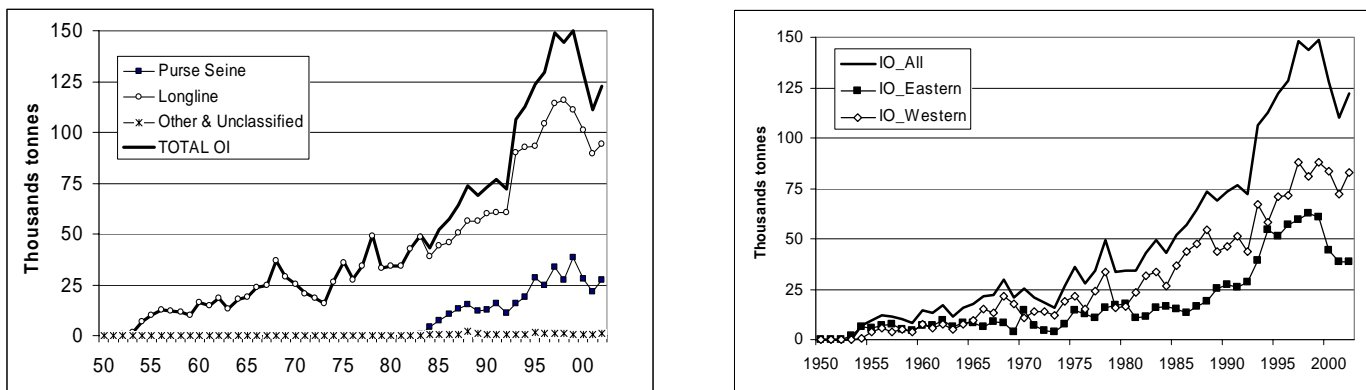 Thousands tonnes
150
125
100
75
50
25
0
Purse Seine
Longline
Other & Unclassified
TOTAL OI
50 55 60 65 70 75 80 85 90 95 00
Thousands tonnes
150
125
100
75
50
25
0
IO_All
IO_Eastern
IO_Western
1950 1955 1960 1965 1970 1975 1980 1985 1990 1995 2000